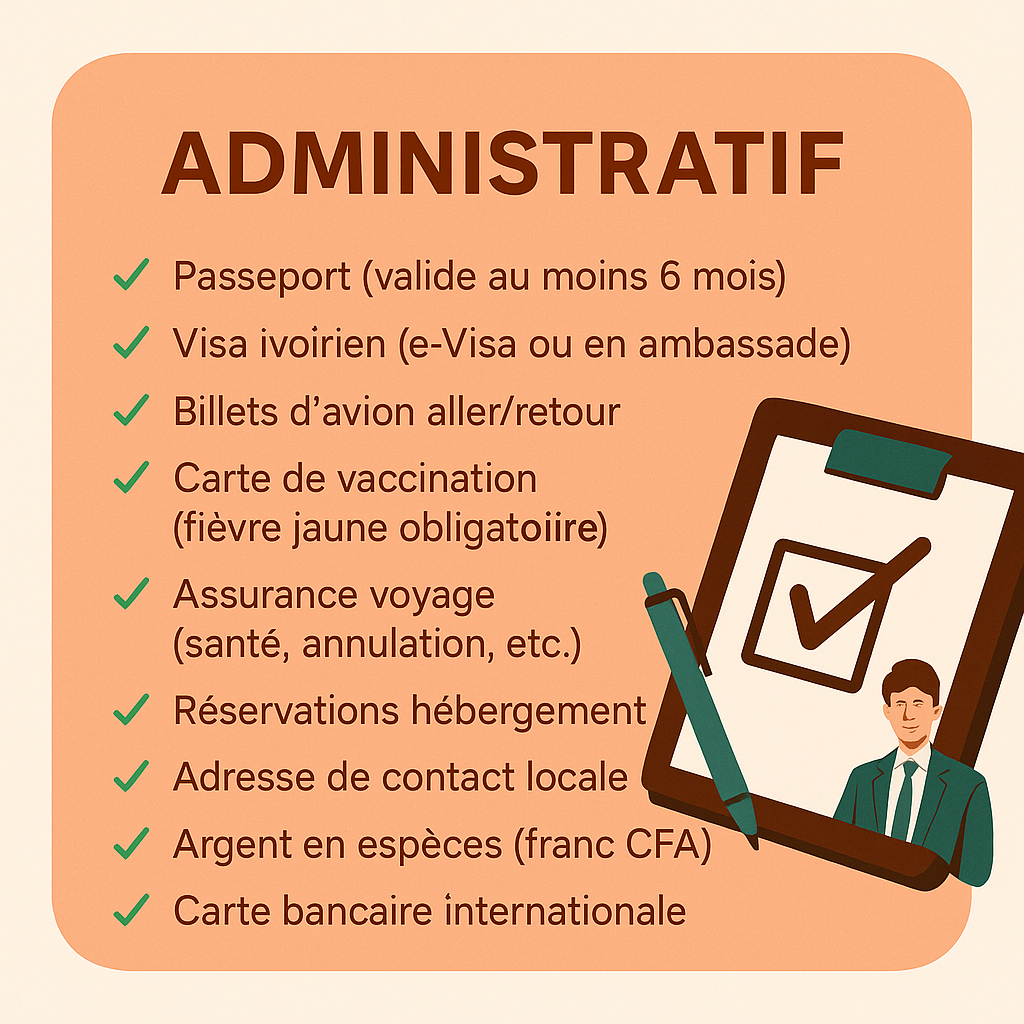 ADMINISTRATIF
Passeport (valide au moins 6 mois)
Visa ivoirien (e-Visa ou en ambassade)
Billets d’avion aller/retour
Carte de vaccination
(fièvre jaune obligatoiire)
Assurance voyage
(santé, annulation, etc.)
Réservations hébergement
Adresse de contact locale
Argent en espèces (franc CFA)
Carte bancaire internationale